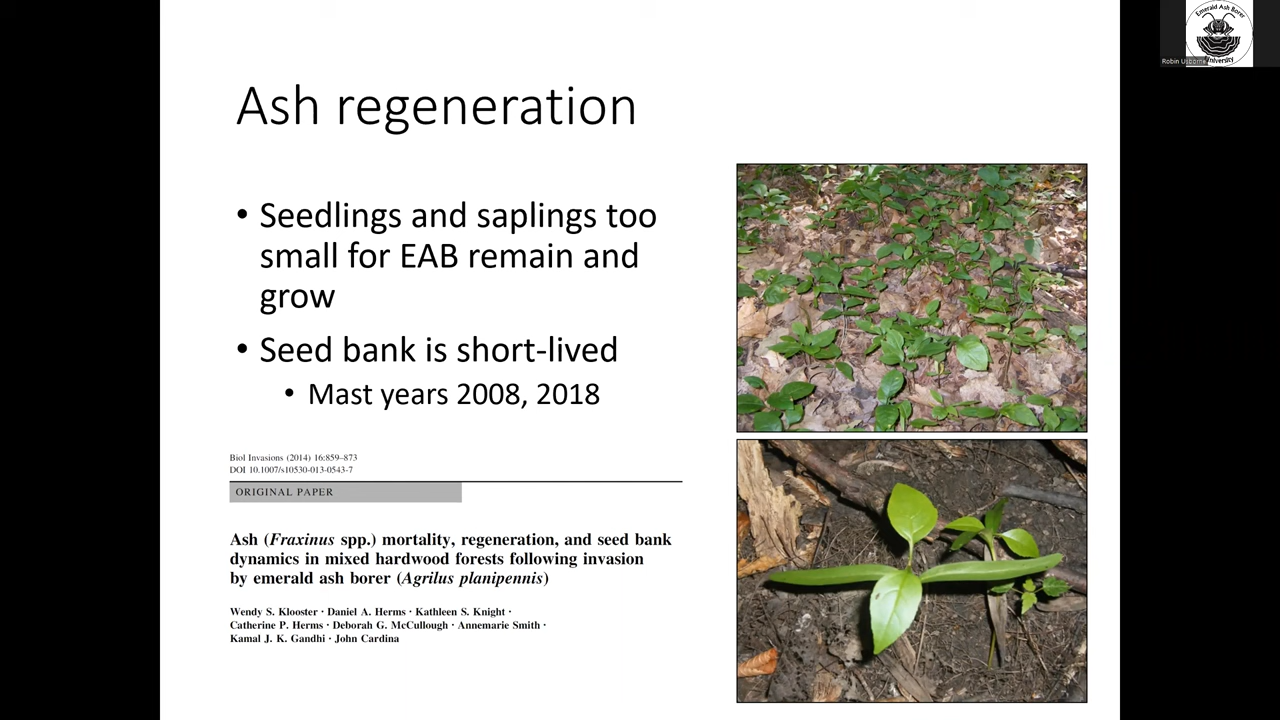 Ash regeneration
• Seedlings and saplings too
small for EAB remain and
grow
• Seed bank is short-lived
• Mast years 2008, 2018
Biol Invasions (2014) 16:859–873
DOI 10.1007/s10530-013-0543-7
ORIGINAL PAPER
Ash (Fraxinus spp.) mortality, regeneration, and seed bank
dynamics in mixed hardwood forests following invasion
by emerald ash borer (Agrilus planipennis)
Wendy S. Klooster · Daniel A. Herms · Kathleen S. Knight ·
Catherine P. Herms · Deborah G. McCullough · Annemarie Smith ·
Kamal J. K. Gandhi · John Cardina
Emerald Ash Borer
University
Robin Usborne